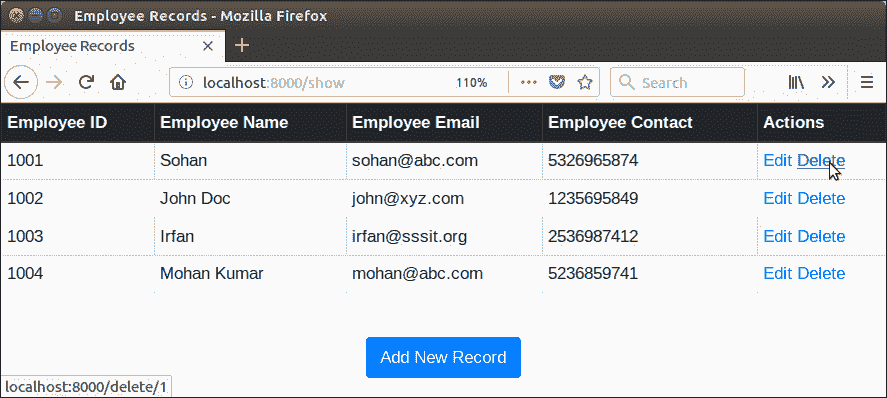 Employee Records - Mozilla Firefox
Employee Records
localhost:8000/show 110% Search
Employee ID Employee Name Employee Email Employee Contact Actions
1001 Sohan sohan@abc.com 5326965874 Edit Delete
1002 John Doc john@xyz.com 1235695849 Edit Delete
1003 Irfan irfan@sssit.org 2536987412 Edit Delete
1004 Mohan Kumar mohan@abc.com 5236859741 Edit Delete
Add New Record
localhost:8000/delete/1